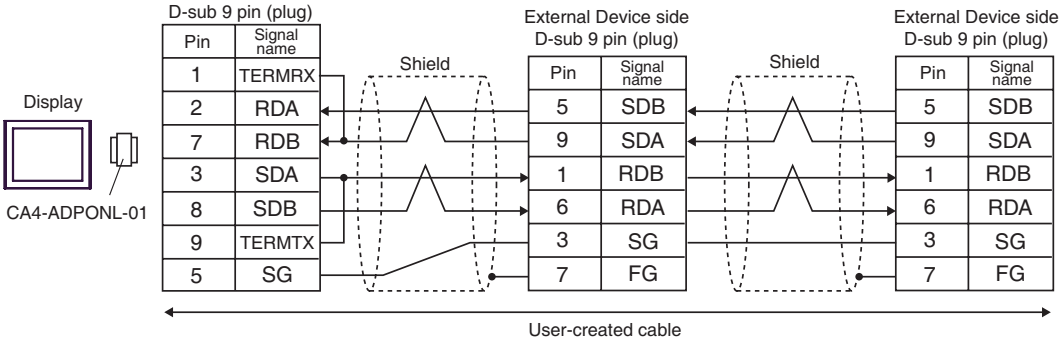 D-sub 9 pin (plug)
Pin Signal name
1 TERMRX
2 RDA
7 RDB
3 SDA
8 SDB
9 TERMTX
5 SG
Display
CA4-ADPONL-01
Shield
External Device side
D-sub 9 pin (plug)
Pin Signal name
5 SDB
9 SDA
1 RDB
6 RDA
3 SG
7 FG
Shield
External Device side
D-sub 9 pin (plug)
Pin Signal name
5 SDB
9 SDA
1 RDB
6 RDA
3 SG
7 FG
User-created cable